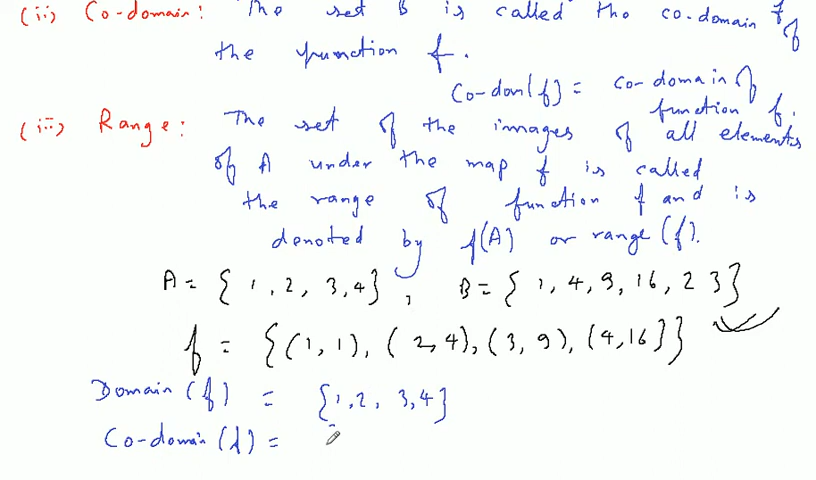 (ii) Co-domain: The set B is called the co-domain of
the function f.
Co-dom(f) = co-domain of
function f.
(iii) Range: The set of the images of all elements
of A under the map f is called
the range of function f and is
denoted by f(A) or range (f).
A = { 1, 2, 3, 4 } , B = { 1, 4, 9, 16, 2 3 }
f = { (1, 1), ( 2, 4), (3, 9), (4, 16 ] }
Domain (f) = { 1, 2, 3, 4 }
Co-domain (f) =